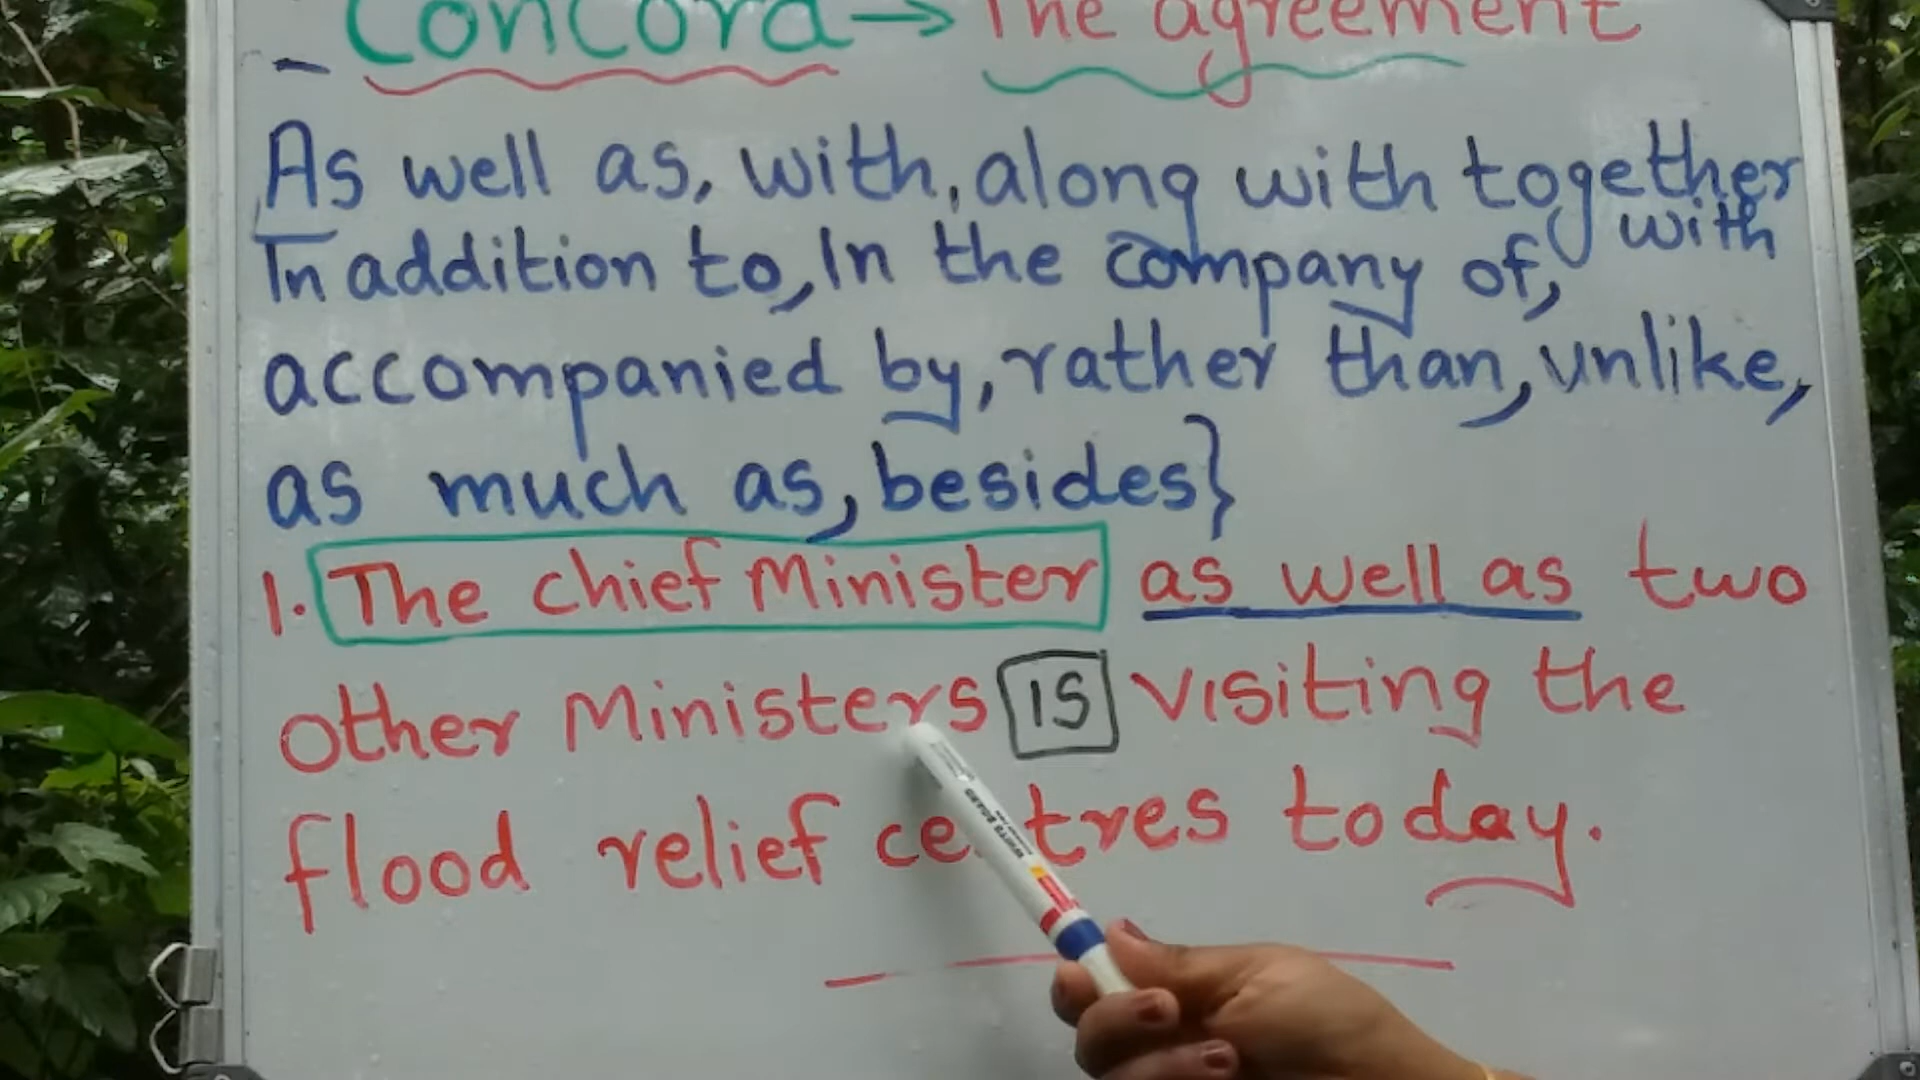 Concord → The agreement
As well as, with, along with together
with
In addition to, In the company of,
accompanied by, rather than, unlike,
as much as, besides}
1. The chief Minister as well as two
other Ministers is visiting the
flood relief ce tres today.